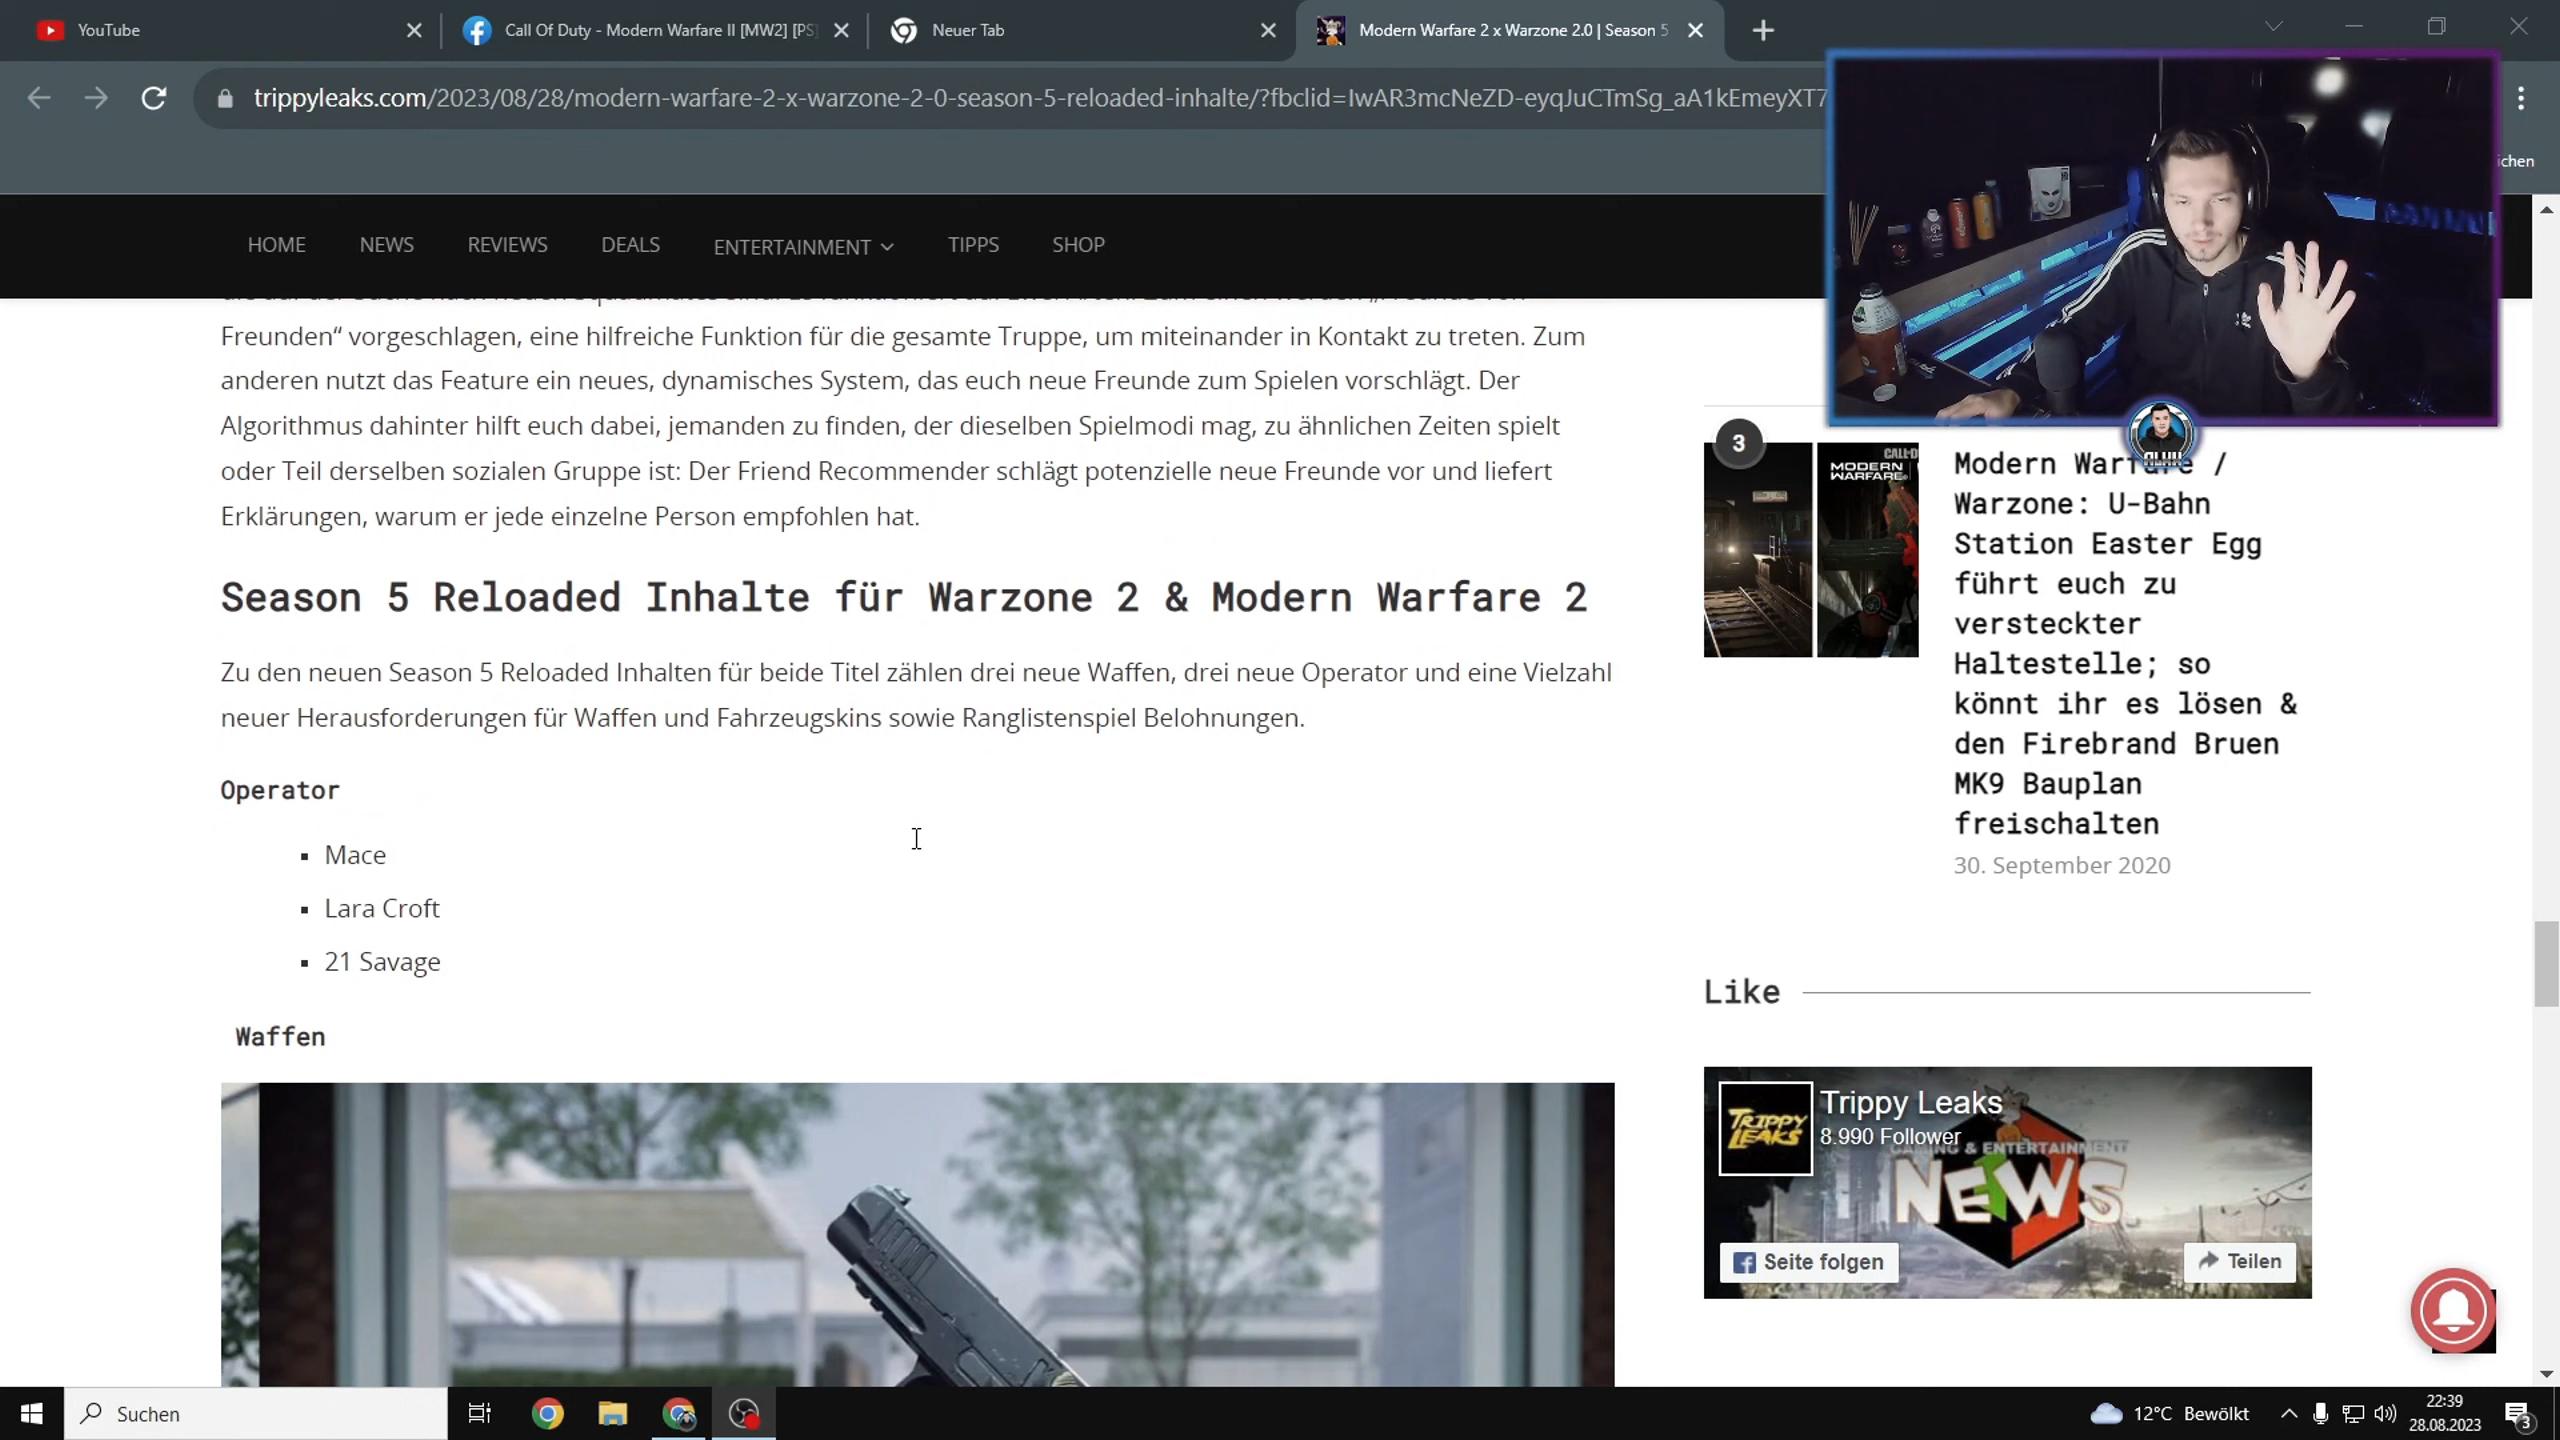 YouTube
Call Of Duty - Modern Warfare II [MW2] [PS
Neuer Tab
Modern Warfare 2 x Warzone 2.0 | Season 5
trippyleaks.com/2023/08/28/modern-warfare-2-x-warzone-2-0-season-5-reloaded-inhalte/?fbclid=IwAR3mcNeZD-eyqJuCTmSg_aA1kEmeyXT7
ichen
HOME
NEWS
REVIEWS
DEALS
ENTERTAINMENT
TIPPS
SHOP
Freunden“ vorgeschlagen, eine hilfreiche Funktion für die gesamte Truppe, um miteinander in Kontakt zu treten. Zum
anderen nutzt das Feature ein neues, dynamisches System, das euch neue Freunde zum Spielen vorschlägt. Der
Algorithmus dahinter hilft euch dabei, jemanden zu finden, der dieselben Spielmodi mag, zu ähnlichen Zeiten spielt
oder Teil derselben sozialen Gruppe ist: Der Friend Recommender schlägt potenzielle neue Freunde vor und liefert
Erklärungen, warum er jede einzelne Person empfohlen hat.
Season 5 Reloaded Inhalte für Warzone 2 & Modern Warfare 2
Zu den neuen Season 5 Reloaded Inhalten für beide Titel zählen drei neue Waffen, drei neue Operator und eine Vielzahl
neuer Herausforderungen für Waffen und Fahrzeugskins sowie Ranglistenspiel Belohnungen.
Operator
Mace
Lara Croft
21 Savage
Waffen
3
MODERN
WARFARE
Modern Warfare /
Warzone: U-Bahn
Station Easter Egg
führt euch zu
versteckter
Haltestelle; so
könnt ihr es lösen &
den Firebrand Bruen
MK9 Bauplan
freischalten
30. September 2020
Like
TRIPPY
LEAKS
Trippy Leaks
8.990 Follower
GAMING & ENTERTAINMENT
NEWS
Seite folgen
Teilen
Suchen
12°C Bewölkt
22:39
28.08.2023
3